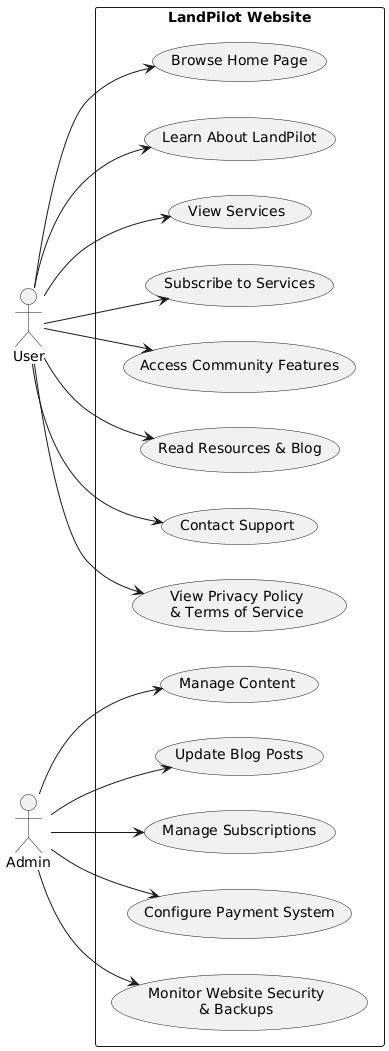 LandPilot Website
Browse Home Page
Learn About LandPilot
View Services
Subscribe to Services
User
Access Community Features
Read Resources & Blog
Contact Support
View Privacy Policy
& Terms of Service
Manage Content
Update Blog Posts
Manage Subscriptions
Admin
Configure Payment System
Monitor Website Security
& Backups